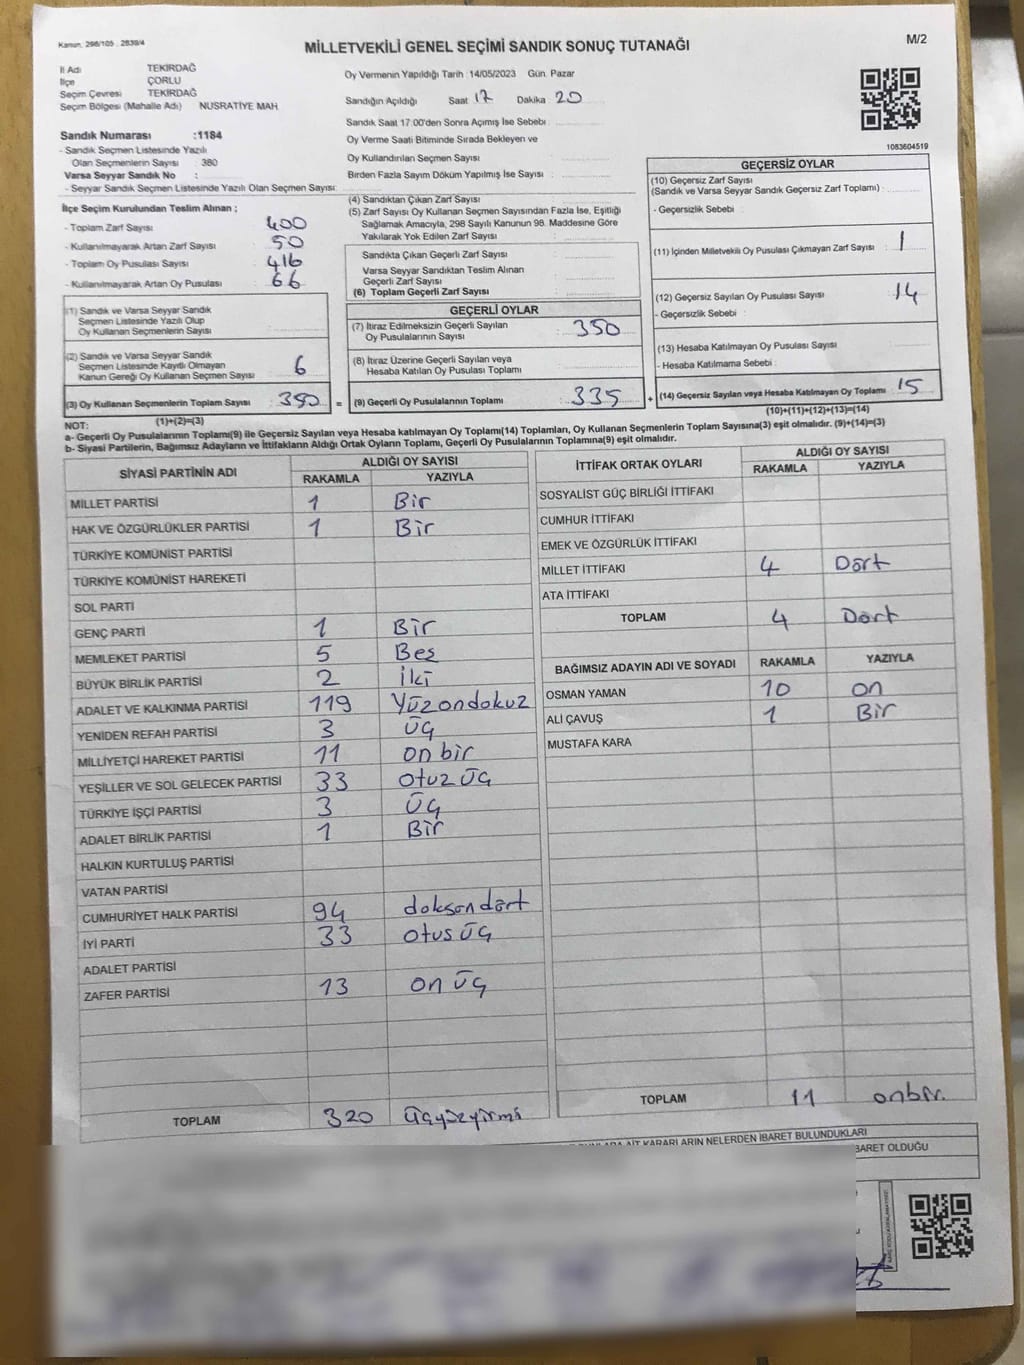 Kanun. 298/105 . 2839/4
MİLLETVEKİLİ GENEL SEÇİMİ SANDIK SONUÇ TUTANAĞI
M/2
İl Adı TEKİRDAĞ
İlçe ÇORLU
Seçim Çevresi TEKİRDAĞ
Seçim Bölgesi (Mahalle Adı) NUSRATİYE MAH.
Sandık Numarası :1184
- Sandık Seçmen Listesinde Yazılı
Olan Seçmenlerin Sayısı : 380
Varsa Seyyar Sandık No :
- Seyyar Sandık Seçmen Listesinde Yazılı Olan Seçmen Sayısı:
Oy Vermenin Yapıldığı Tarih :14/05/2023 Gün. Pazar
Sandığın Açıldığı Saat 17 Dakika 20
Sandık Saat 17:00'den Sonra Açımış İse Sebebi :
Oy Verme Saati Bitiminde Sırada Bekleyen ve
Oy Kullandırılan Seçmen Sayısı :
Birden Fazla Sayım Döküm Yapılmış İse Sayısı :
1083604519
İlçe Seçim Kurulundan Teslim Alınan ;
- Toplam Zarf Sayısı : 400
- Kullanılmayarak Artan Zarf Sayısı : 50
- Toplam Oy Pusulası Sayısı : 416
- Kullanılmayarak Artan Oy Pusulası : 66
(1) Sandık ve Varsa Seyyar Sandık
Seçmen Listesinde Yazılı Olup
Oy Kullanan Seçmenlerin Sayısı :
(2) Sandık ve Varsa Seyyar Sandık
Seçmen Listesinde Kayıtlı Olmayan
Kanun Gereği Oy Kullanan Seçmen Sayısı : 6
(3) Oy Kullanan Seçmenlerin Toplam Sayısı : 350 =
(1)+(2)=(3)
(4) Sandıktan Çıkan Zarf Sayısı :
(5) Zarf Sayısı Oy Kullanan Seçmen Sayısından Fazla İse, Eşitliği
Sağlamak Amacıyla, 298 Sayılı Kanunun 98. Maddesine Göre
Yakılarak Yok Edilen Zarf Sayısı :
Sandıkta Çıkan Geçerli Zarf Sayısı :
Varsa Seyyar Sandıktan Teslim Alınan
Geçerli Zarf Sayısı :
(6) Toplam Geçerli Zarf Sayısı :
GEÇERLİ OYLAR
(7) İtiraz Edilmeksizin Geçerli Sayılan
Oy Pusulalarının Sayısı : 350
(8) İtiraz Üzerine Geçerli Sayılan veya
Hesaba Katılan Oy Pusulası Toplamı :
(9) Geçerli Oy Pusulalarının Toplamı : 335 +
GEÇERSİZ OYLAR
(10) Geçersiz Zarf Sayısı
(Sandık ve Varsa Seyyar Sandık Geçersiz Zarf Toplamı) :
- Geçersizlik Sebebi :
(11) İçinden Milletvekili Oy Pusulası Çıkmayan Zarf Sayısı : 1
(12) Geçersiz Sayılan Oy Pusulası Sayısı : 14
- Geçersizlik Sebebi :
(13) Hesaba Katılmayan Oy Pusulası Sayısı :
- Hesaba Katılmama Sebebi :
(14) Geçersiz Sayılan veya Hesaba Katılmayan Oy Toplamı : 15
(10)+(11)+(12)+(13)=(14)
NOT:
a- Geçerli Oy Pusulalarının Toplamı(9) ile Geçersiz Sayılan veya Hesaba katılmayan Oy Toplamı(14) Toplamları, Oy Kullanan Seçmenlerin Toplam Sayısına(3) eşit olmalıdır. (9)+(14)=(3)
b- Siyasi Partilerin, Bağımsız Adayların ve İttifakların Aldığı Ortak Oyların Toplamı, Geçerli Oy Pusulalarının Toplamına(9) eşit olmalıdır.
SİYASİ PARTİNİN ADI ALDIĞI OY SAYISI
RAKAMLA YAZIYLA
MİLLET PARTİSİ 1 Bir
HAK VE ÖZGÜRLÜKLER PARTİSİ 1 Bir
TÜRKİYE KOMÜNİST PARTİSİ
TÜRKİYE KOMÜNİST HAREKETİ
SOL PARTİ
GENÇ PARTİ 1 Bir
MEMLEKET PARTİSİ 5 Beş
BÜYÜK BİRLİK PARTİSİ 2 İki
ADALET VE KALKINMA PARTİSİ 119 Yüzondokuz
YENİDEN REFAH PARTİSİ 3 Üç
MİLLİYETÇİ HAREKET PARTİSİ 11 on bir
YEŞİLLER VE SOL GELECEK PARTİSİ 33 otuz Üç
TÜRKİYE İŞÇİ PARTİSİ 3 Üç
ADALET BİRLİK PARTİSİ 1 Bir
HALKIN KURTULUŞ PARTİSİ
VATAN PARTİSİ
CUMHURİYET HALK PARTİSİ 94 doksan dört
İYİ PARTİ 33 otus Üç
ADALET PARTİSİ
ZAFER PARTİSİ 13 on Üç
TOPLAM 320 Üçyüzyirmi
İTTİFAK ORTAK OYLARI ALDIĞI OY SAYISI
RAKAMLA YAZIYLA
SOSYALİST GÜÇ BİRLİĞİ İTTİFAKI
CUMHUR İTTİFAKI
EMEK VE ÖZGÜRLÜK İTTİFAKI
MİLLET İTTİFAKI 4 Dört
ATA İTTİFAKI
TOPLAM 4 Dört
BAĞIMSIZ ADAYIN ADI VE SOYADI RAKAMLA YAZIYLA
OSMAN YAMAN 10 on
ALİ ÇAVUŞ 1 Bir
MUSTAFA KARA
TOPLAM 11 onbir.
KARARLARIN NELERDEN İBARET BULUNDUKLARI
BARET OLDUĞU